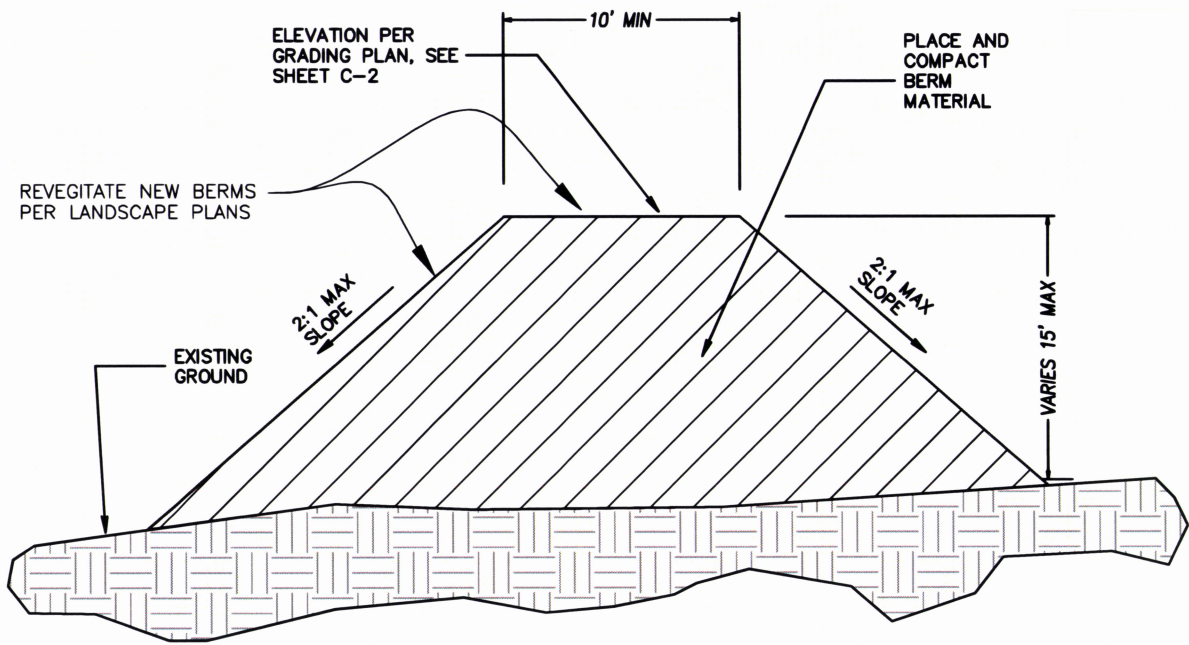 10' MIN
ELEVATION PER
GRADING PLAN, SEE
SHEET C-2
PLACE AND
COMPACT
BERM
MATERIAL
REVEGITATE NEW BERMS
PER LANDSCAPE PLANS
2:1 MAX
SLOPE
2:1 MAX
SLOPE
VARIES 15' MAX
EXISTING
GROUND